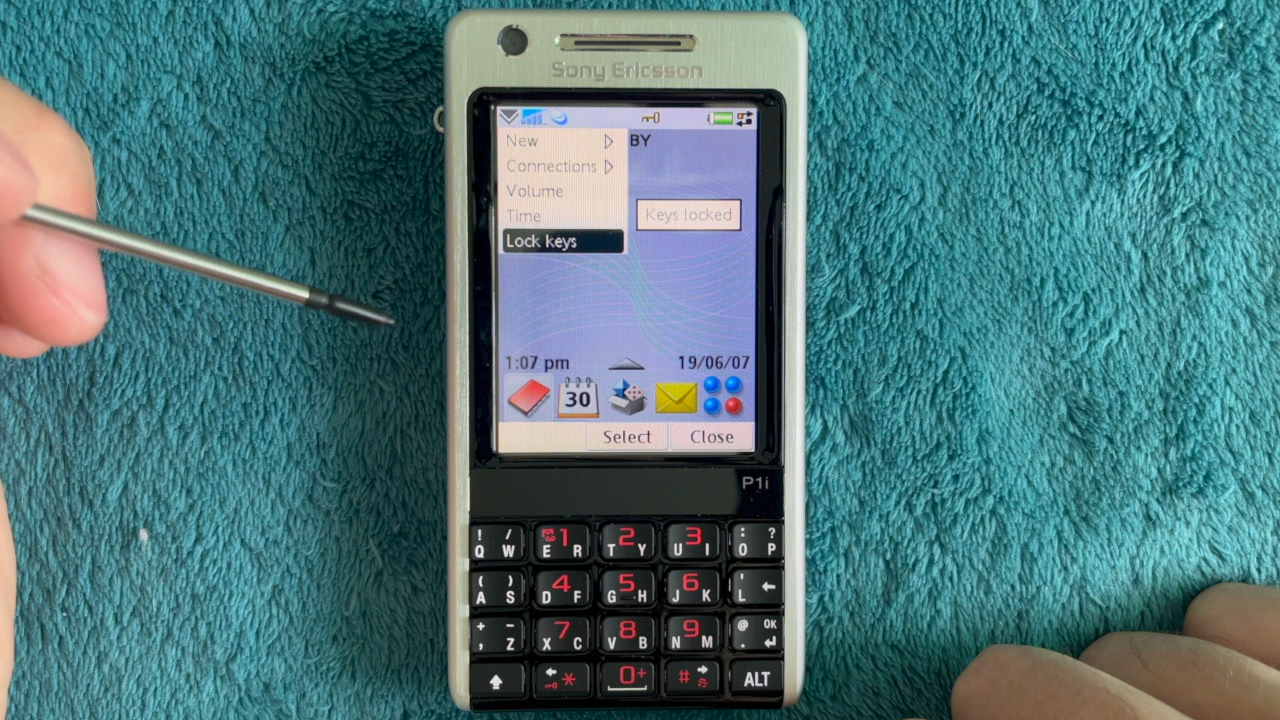 Sony Ericsson
New
BY
Connections
Volume
Time
Keys locked
Lock keys
1:07 pm 19/06/07
30
Select Close
P1i
! / 1 2 3 : ?
Q W E R T Y U I O P
( ) 4 5 6 '
A S D F G H J K L ←
+ - 7 8 9 @ OK
, Z X C V B N M . ↵
* 0+ # ALT